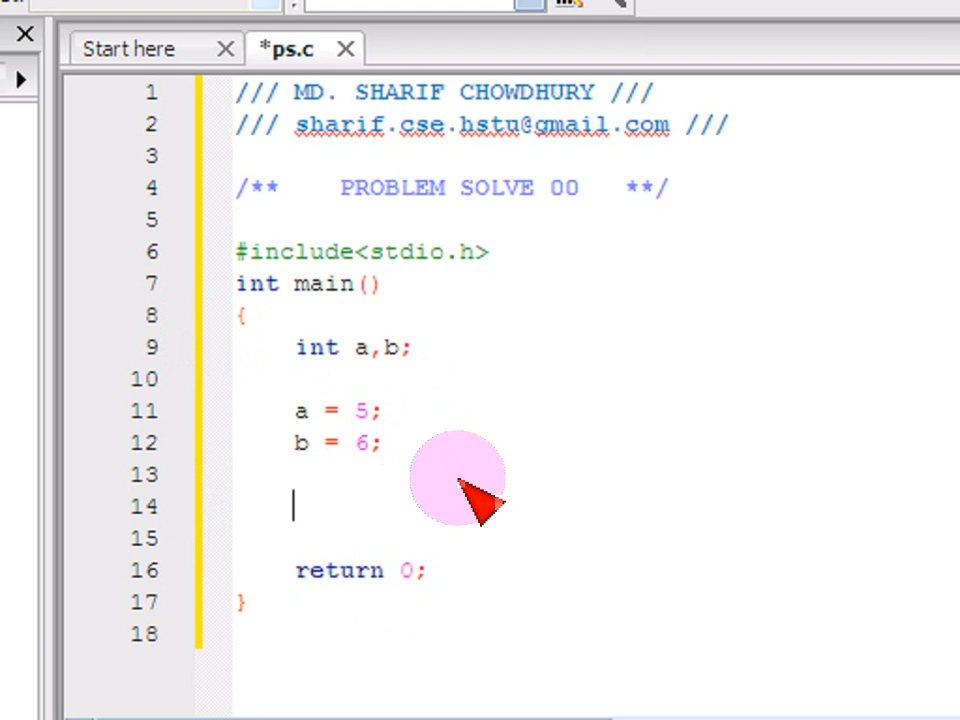 Start here
*ps.c
1 /// MD. SHARIF CHOWDHURY ///
2 /// sharif.cse.hstu@gmail.com ///
3
4 /** PROBLEM SOLVE 00 **/
5
6 #include<stdio.h>
7 int main()
8 {
9 int a,b;
10
11 a = 5;
12 b = 6;
13
14
15
16 return 0;
17 }
18